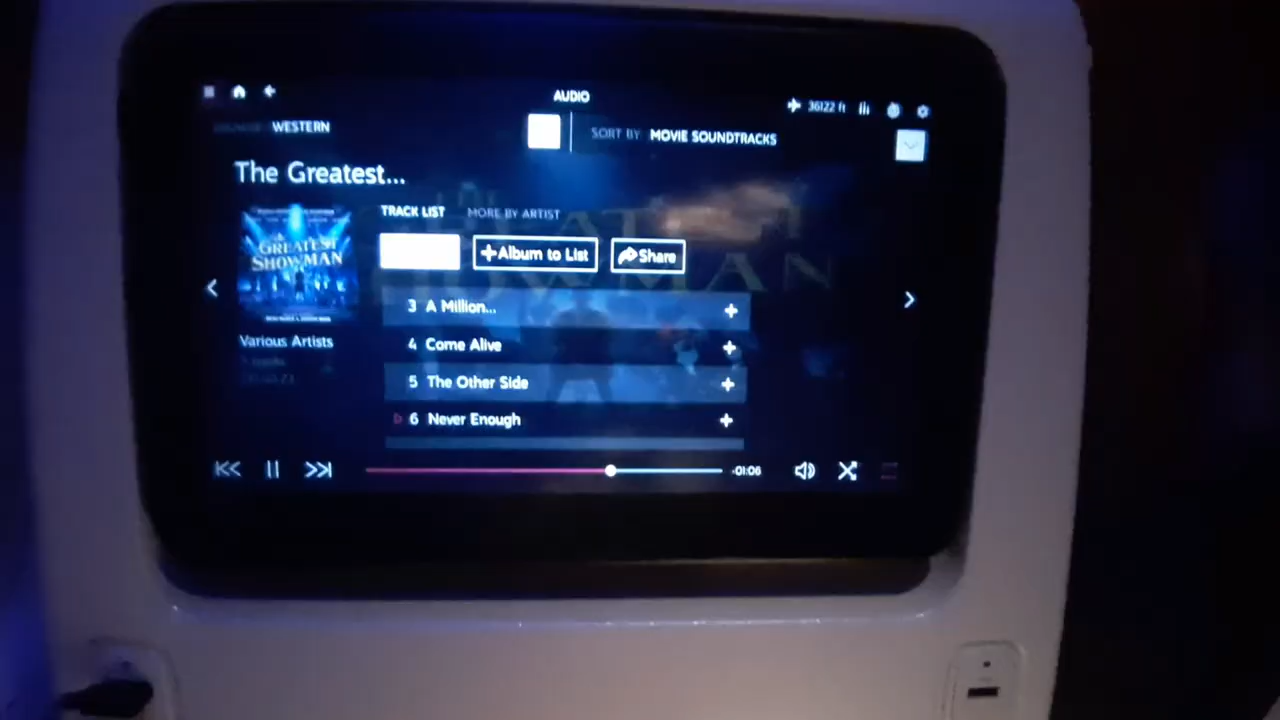 AUDIO
36122 ft
WESTERN
SORT BY MOVIE SOUNDTRACKS
The Greatest...
TRACK LIST
MORE BY ARTIST
GREATEST
SHOWMAN
+Album to List
Share
3 A Million...
4 Come Alive
5 The Other Side
6 Never Enough
Various Artists
-01:06